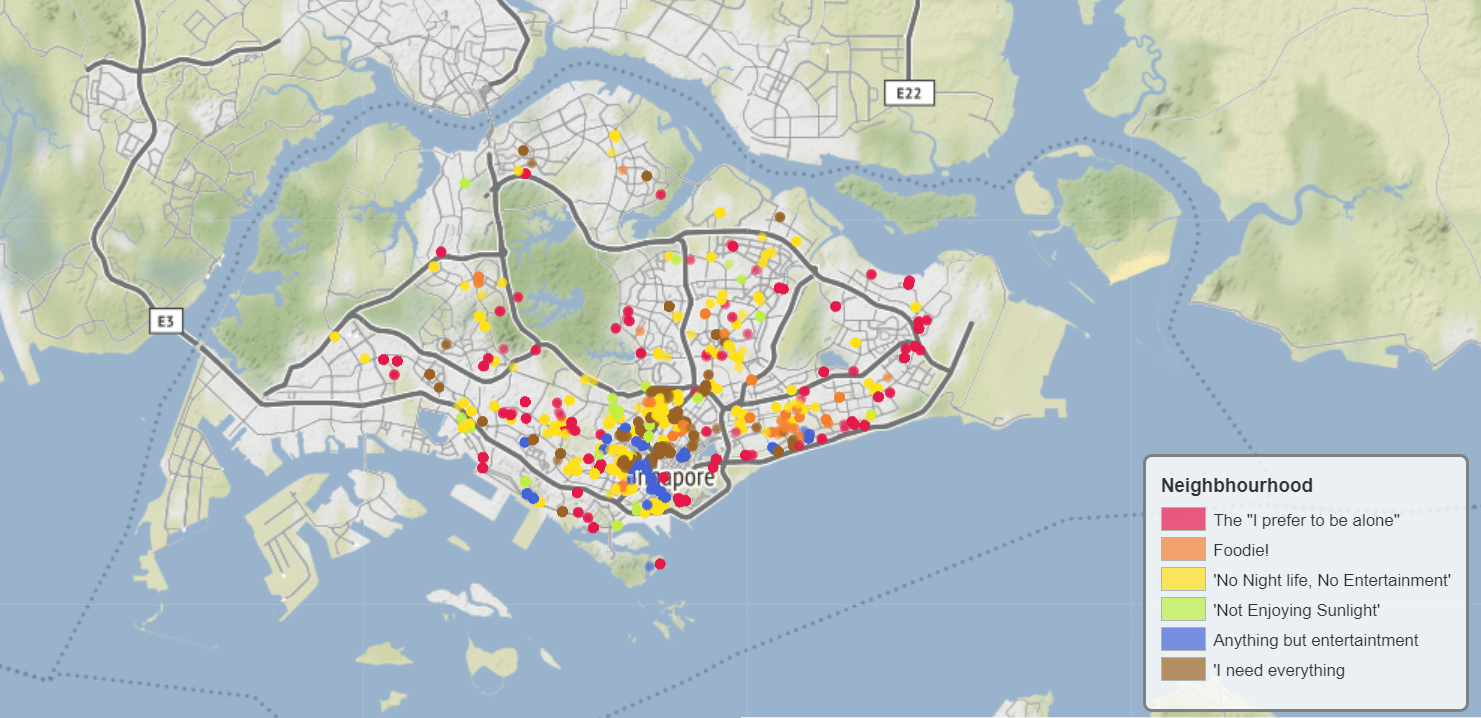 E22
E3
Singapore
Neighbhourhood
The "I prefer to be alone"
Foodie!
'No Night life, No Entertainment'
'Not Enjoying Sunlight'
Anything but entertaintment
'I need everything